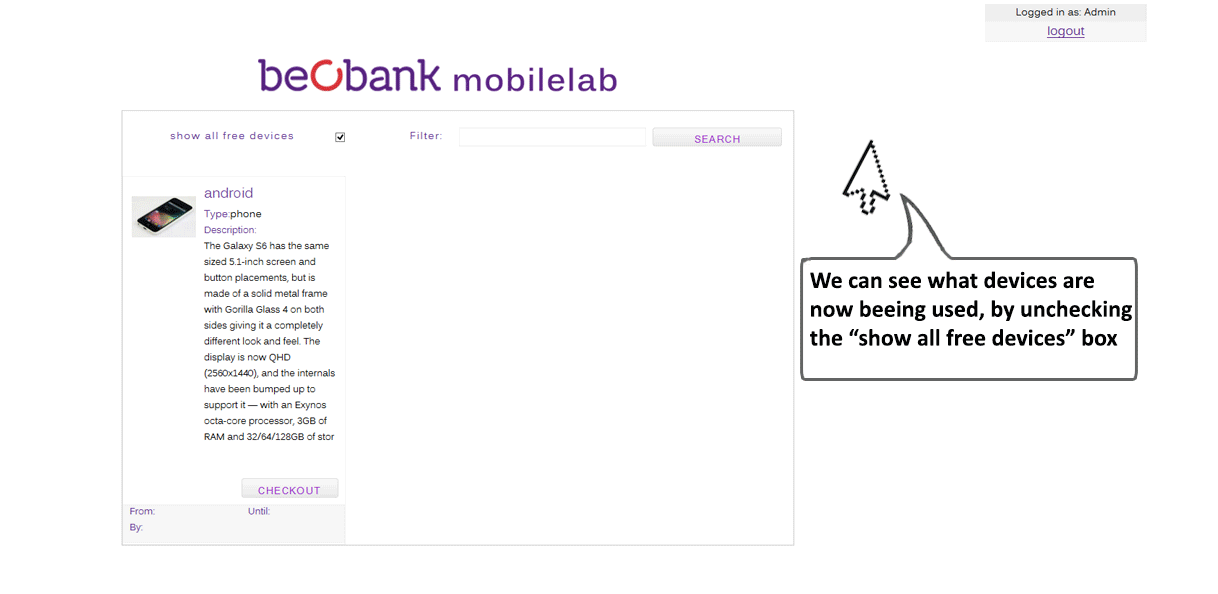 Logged in as: Admin
logout
beobank mobilelab
show all free devices
Filter:
SEARCH
android
Type:phone
Description:
The Galaxy S6 has the same
sized 5.1-inch screen and
button placements, but is
made of a solid metal frame
with Gorilla Glass 4 on both
sides giving it a completely
different look and feel. The
display is now QHD
(2560x1440), and the internals
have been bumped up to
support it — with an Exynos
octa-core processor, 3GB of
RAM and 32/64/128GB of stor
CHECKOUT
From: Until:
By:
We can see what devices are
now beeing used, by unchecking
the “show all free devices” box